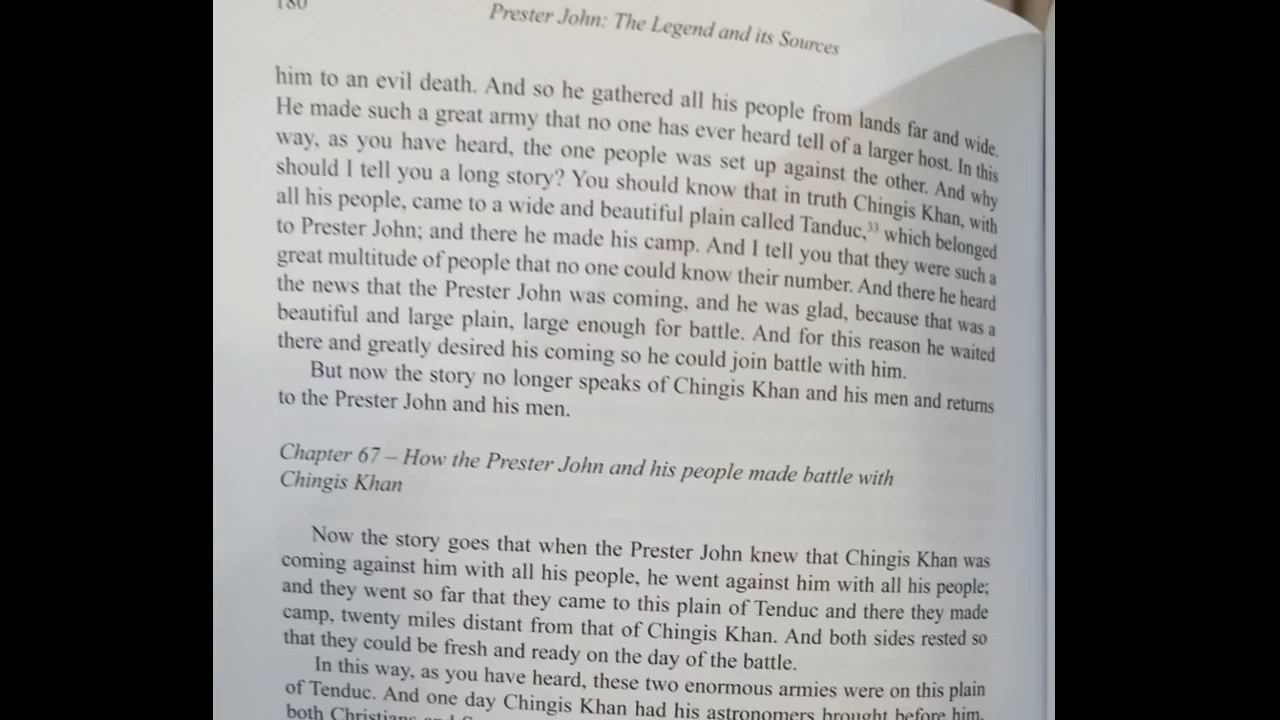 180
Prester John: The Legend and its Sources
him to an evil death. And so he gathered all his people from lands far and wide.
He made such a great army that no one has ever heard tell of a larger host. In this
way, as you have heard, the one people was set up against the other. And why
should I tell you a long story? You should know that in truth Chingis Khan, with
all his people, came to a wide and beautiful plain called Tanduc,³³ which belonged
to Prester John; and there he made his camp. And I tell you that they were such a
great multitude of people that no one could know their number. And there he heard
the news that the Prester John was coming, and he was glad, because that was a
beautiful and large plain, large enough for battle. And for this reason he waited
there and greatly desired his coming so he could join battle with him.
But now the story no longer speaks of Chingis Khan and his men and returns
to the Prester John and his men.
Chapter 67 – How the Prester John and his people made battle with
Chingis Khan
Now the story goes that when the Prester John knew that Chingis Khan was
coming against him with all his people, he went against him with all his people;
and they went so far that they came to this plain of Tenduc and there they made
camp, twenty miles distant from that of Chingis Khan. And both sides rested so
that they could be fresh and ready on the day of the battle.
In this way, as you have heard, these two enormous armies were on this plain
of Tenduc. And one day Chingis Khan had his astronomers brought before him,
both Christians and